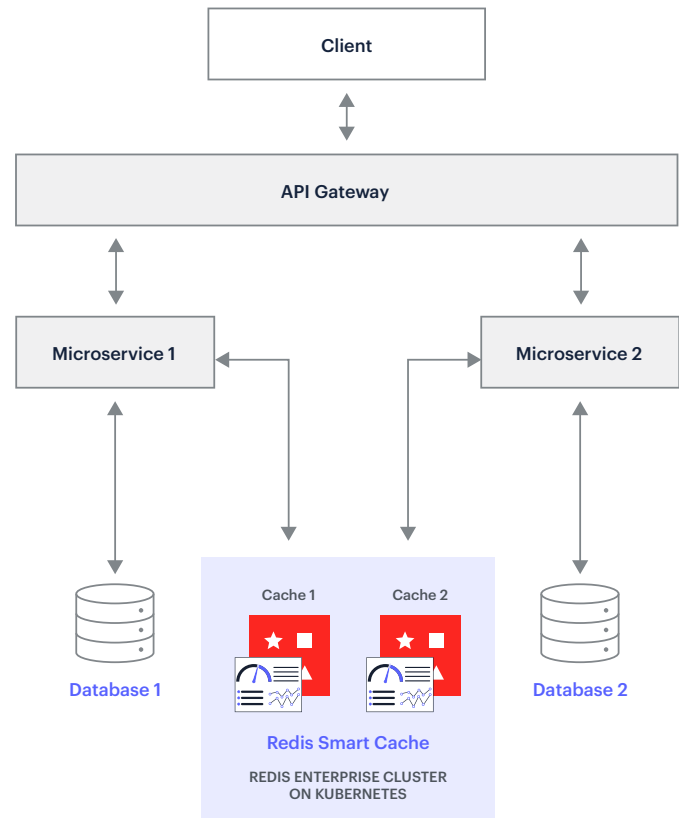 Client
API Gateway
Microservice 1
Microservice 2
Cache 1
Cache 2
Database 1
Database 2
Redis Smart Cache
REDIS ENTERPRISE CLUSTER
ON KUBERNETES